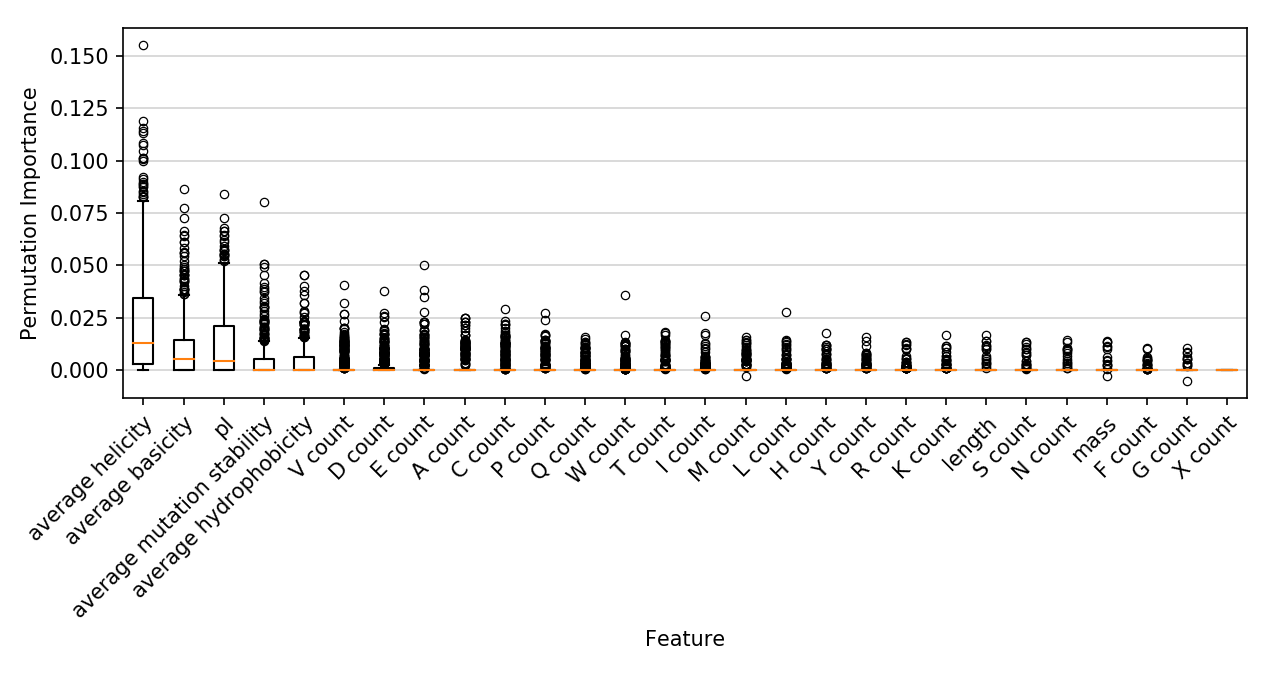 Permutation Importance
0.150
0.125
0.100
0.075
0.050
0.025
0.000
average helicity
average basicity
pI
average mutation stability
average hydrophobicity
V count
D count
E count
A count
C count
P count
Q count
W count
T count
I count
M count
L count
H count
Y count
R count
K count
length
S count
N count
mass
F count
G count
X count
Feature